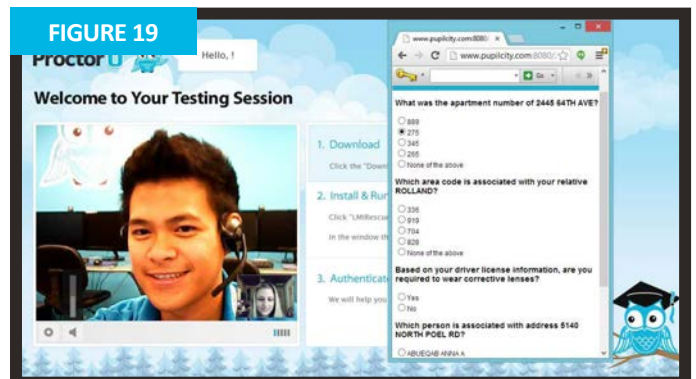 FIGURE 19
ProctorU
Hello, !
Welcome to Your Testing Session
1. Download
Click the "Down
2. Install & Run
Click "LMIRescue
In the window th
3. Authenticate
We will help you
www.pupilcity.com:8080/
www.pupilcity.com:8080/
Go
What was the apartment number of 2445 64TH AVE?
889
275
345
265
None of the above
Which area code is associated with your relative
ROLLAND?
336
919
704
828
None of the above
Based on your driver license information, are you
required to wear corrective lenses?
Yes
No
Which person is associated with address 5140
NORTH POEL RD?
ABUEQAB ANNA A